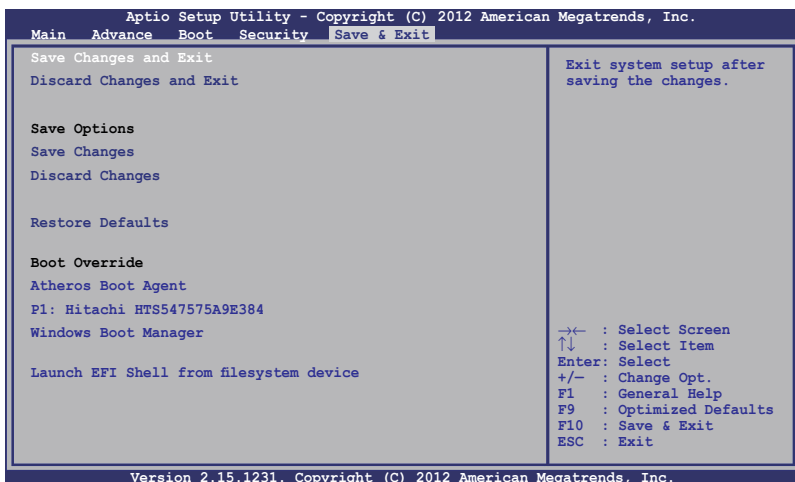 Aptio Setup Utility - Copyright (C) 2012 American Megatrends, Inc.
Main Advance Boot Security Save & Exit
Save Changes and Exit
Discard Changes and Exit
Save Options
Save Changes
Discard Changes
Restore Defaults
Boot Override
Atheros Boot Agent
P1: Hitachi HTS547575A9E384
Windows Boot Manager
Launch EFI Shell from filesystem device
Exit system setup after
saving the changes.
→← : Select Screen
↑↓ : Select Item
Enter: Select
+/— : Change Opt.
F1 : General Help
F9 : Optimized Defaults
F10 : Save & Exit
ESC : Exit
Version 2.15.1231. Copyright (C) 2012 American Megatrends, Inc.